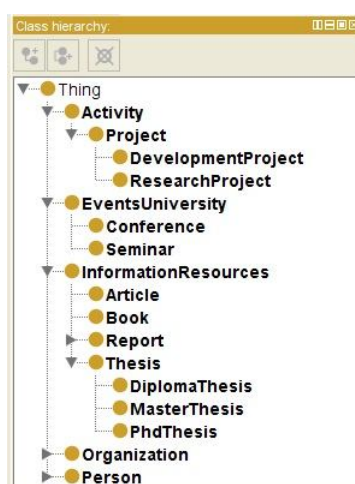 Class hierarchy:
Thing
Activity
Project
DevelopmentProject
ResearchProject
EventsUniversity
Conference
Seminar
InformationResources
Article
Book
Report
Thesis
DiplomaThesis
MasterThesis
PhdThesis
Organization
Person